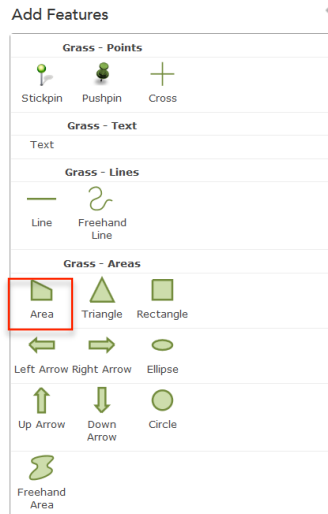 Add Features
Grass - Points
Stickpin Pushpin Cross
Grass - Text
Text
Grass - Lines
Line Freehand
Line
Grass - Areas
Area Triangle Rectangle
Left Arrow Right Arrow Ellipse
Up Arrow Down
Arrow Circle
Freehand
Area